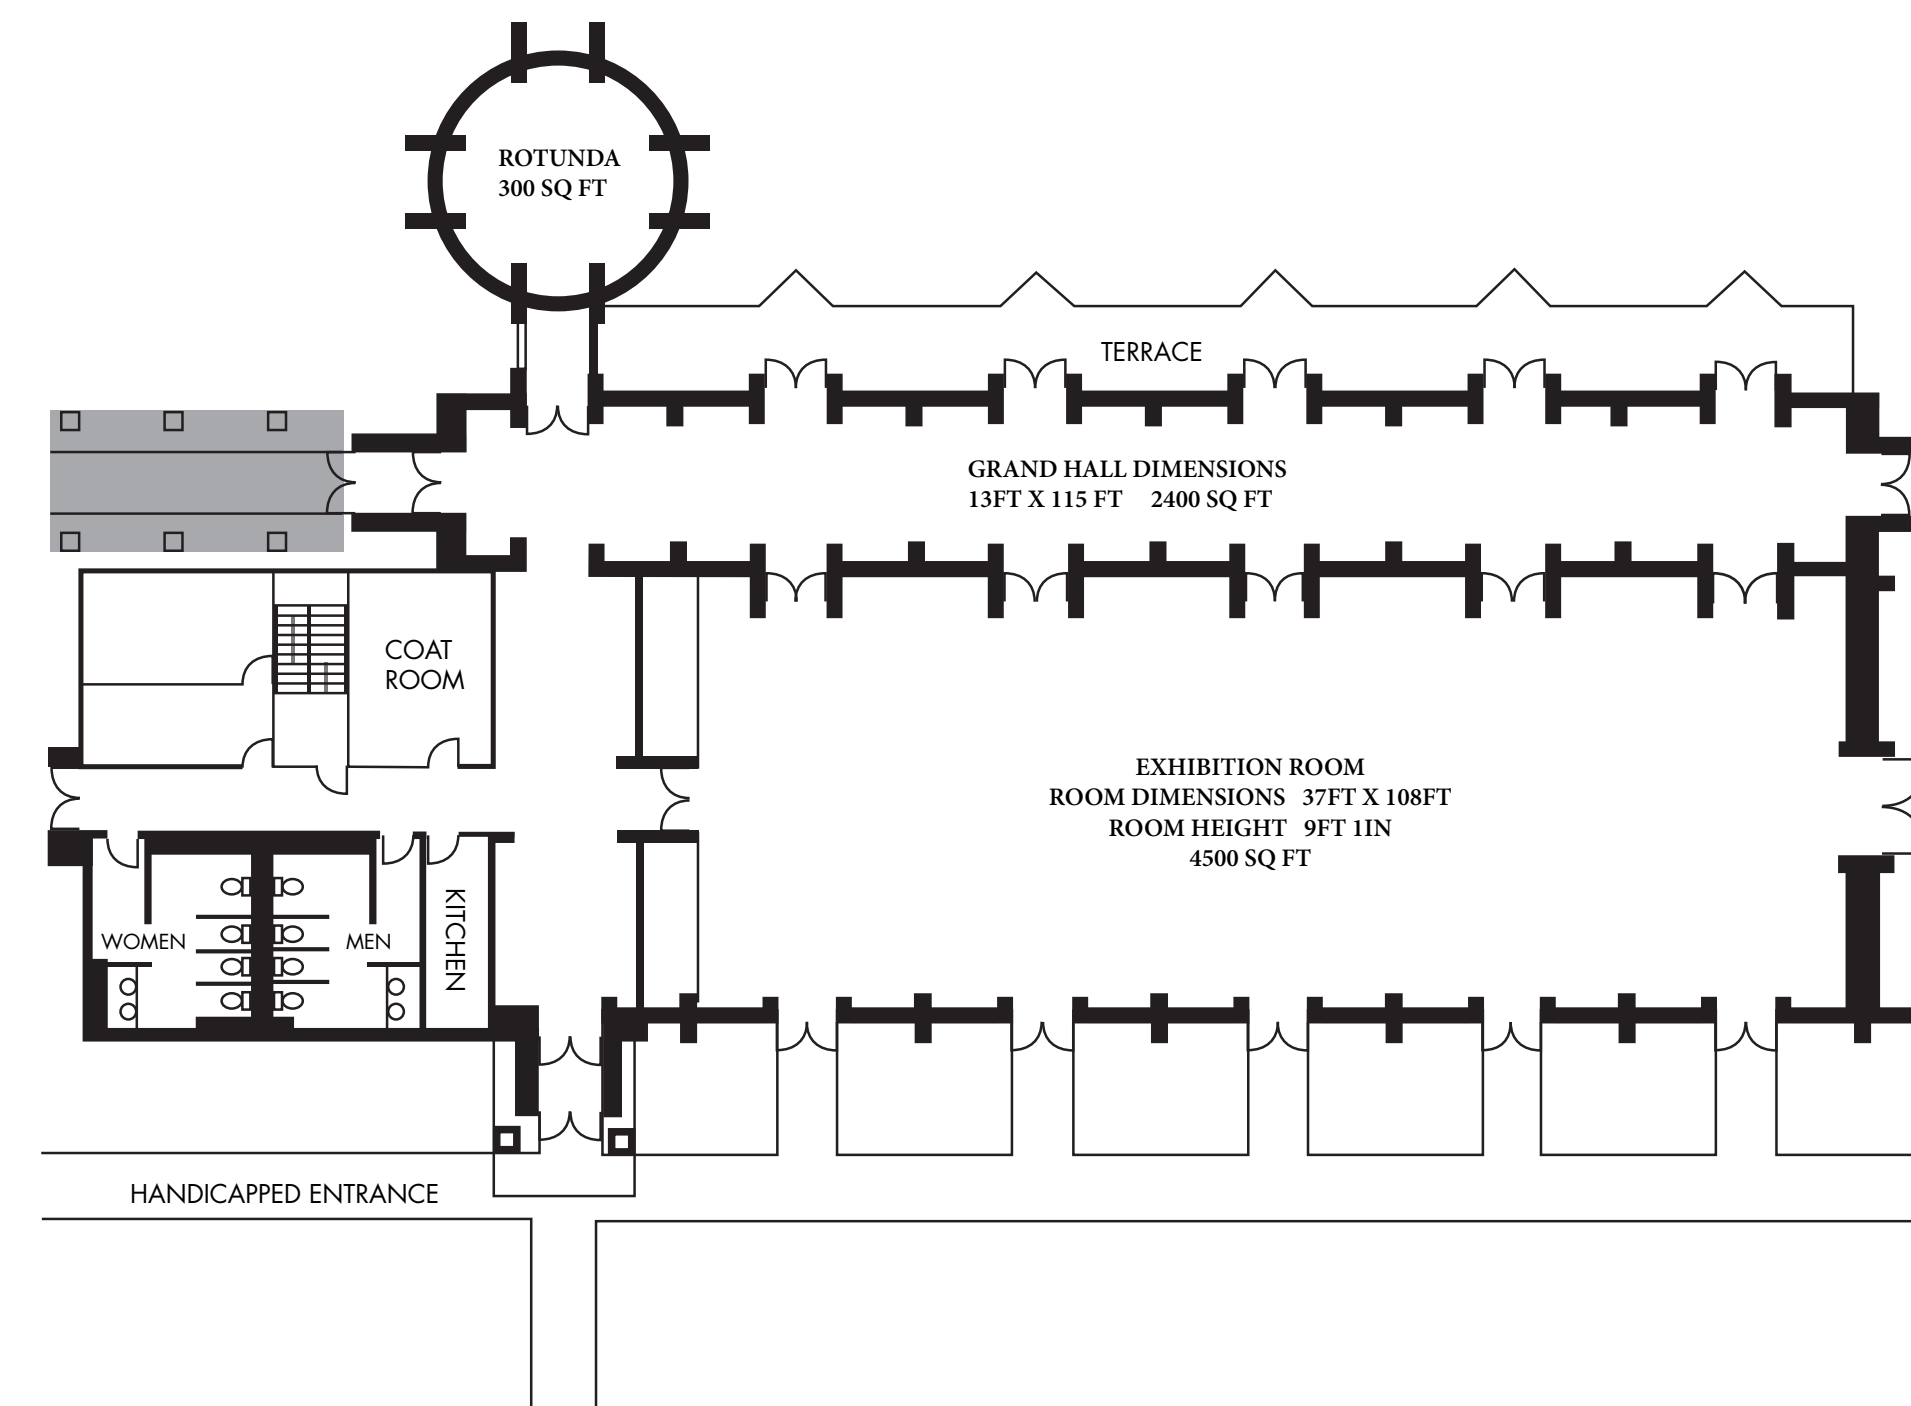 ROTUNDA
300 SQ FT
TERRACE
GRAND HALL DIMENSIONS
13FT X 115 FT 2400 SQ FT
COAT
ROOM
EXHIBITION ROOM
ROOM DIMENSIONS 37FT X 108FT
ROOM HEIGHT 9FT 1IN
4500 SQ FT
WOMEN
MEN
KITCHEN
HANDICAPPED ENTRANCE